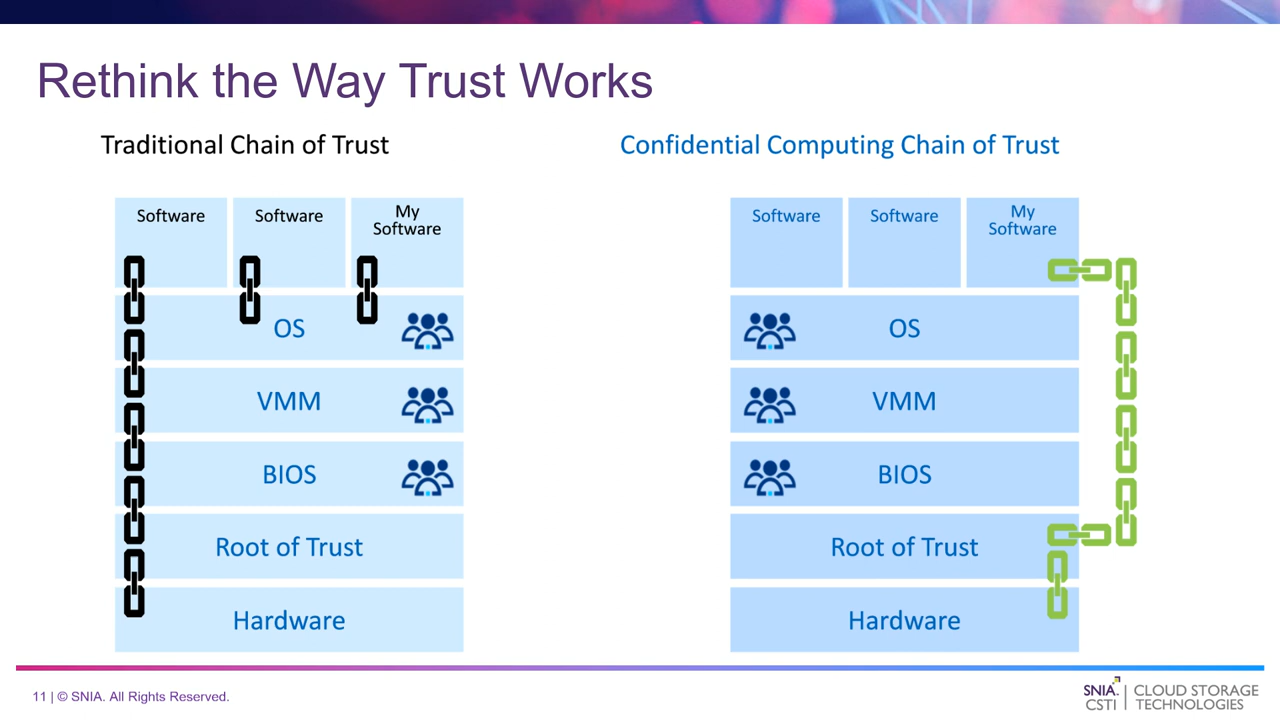 Rethink the Way Trust Works
Traditional Chain of Trust
Software
Software
My
Software
OS
VMM
BIOS
Root of Trust
Hardware
Confidential Computing Chain of Trust
Software
Software
My
Software
OS
VMM
BIOS
Root of Trust
Hardware
11 | © SNIA. All Rights Reserved.
SNIA.
CSTI
CLOUD STORAGE
TECHNOLOGIES